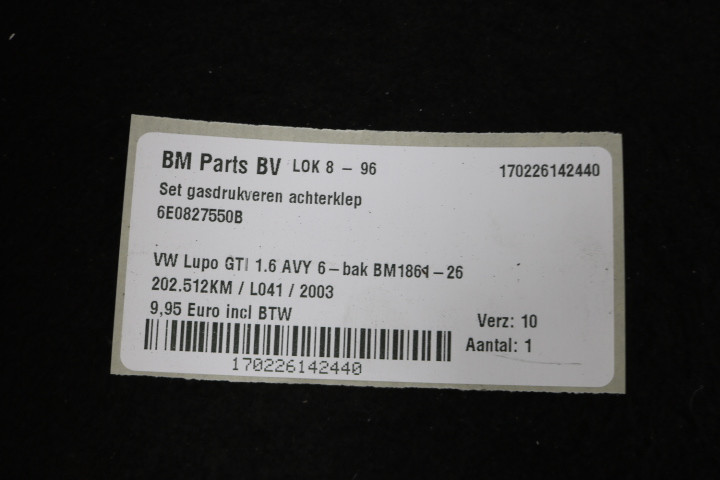 BM Parts BV LOK 8 - 96 170226142440
Set gasdrukveren achterklep
6E0827550B
VW Lupo GTI 1.6 AVY 6-bak BM1861-26
202.512KM / L041 / 2003
9,95 Euro incl BTW
Verz: 10
Aantal: 1
170226142440